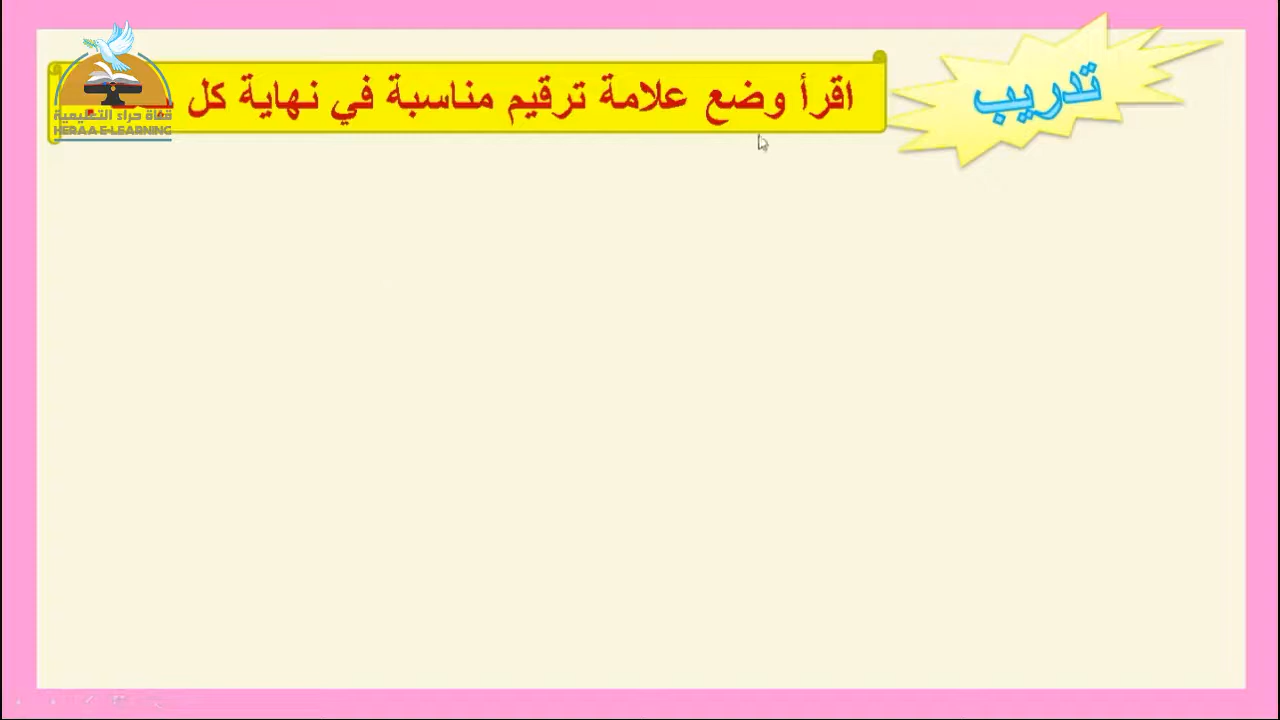 تدريب
اقرأ وضع علامة ترقيم مناسبة في نهاية كل
قناة حراء التعليمية
HERAA E-LEARNING